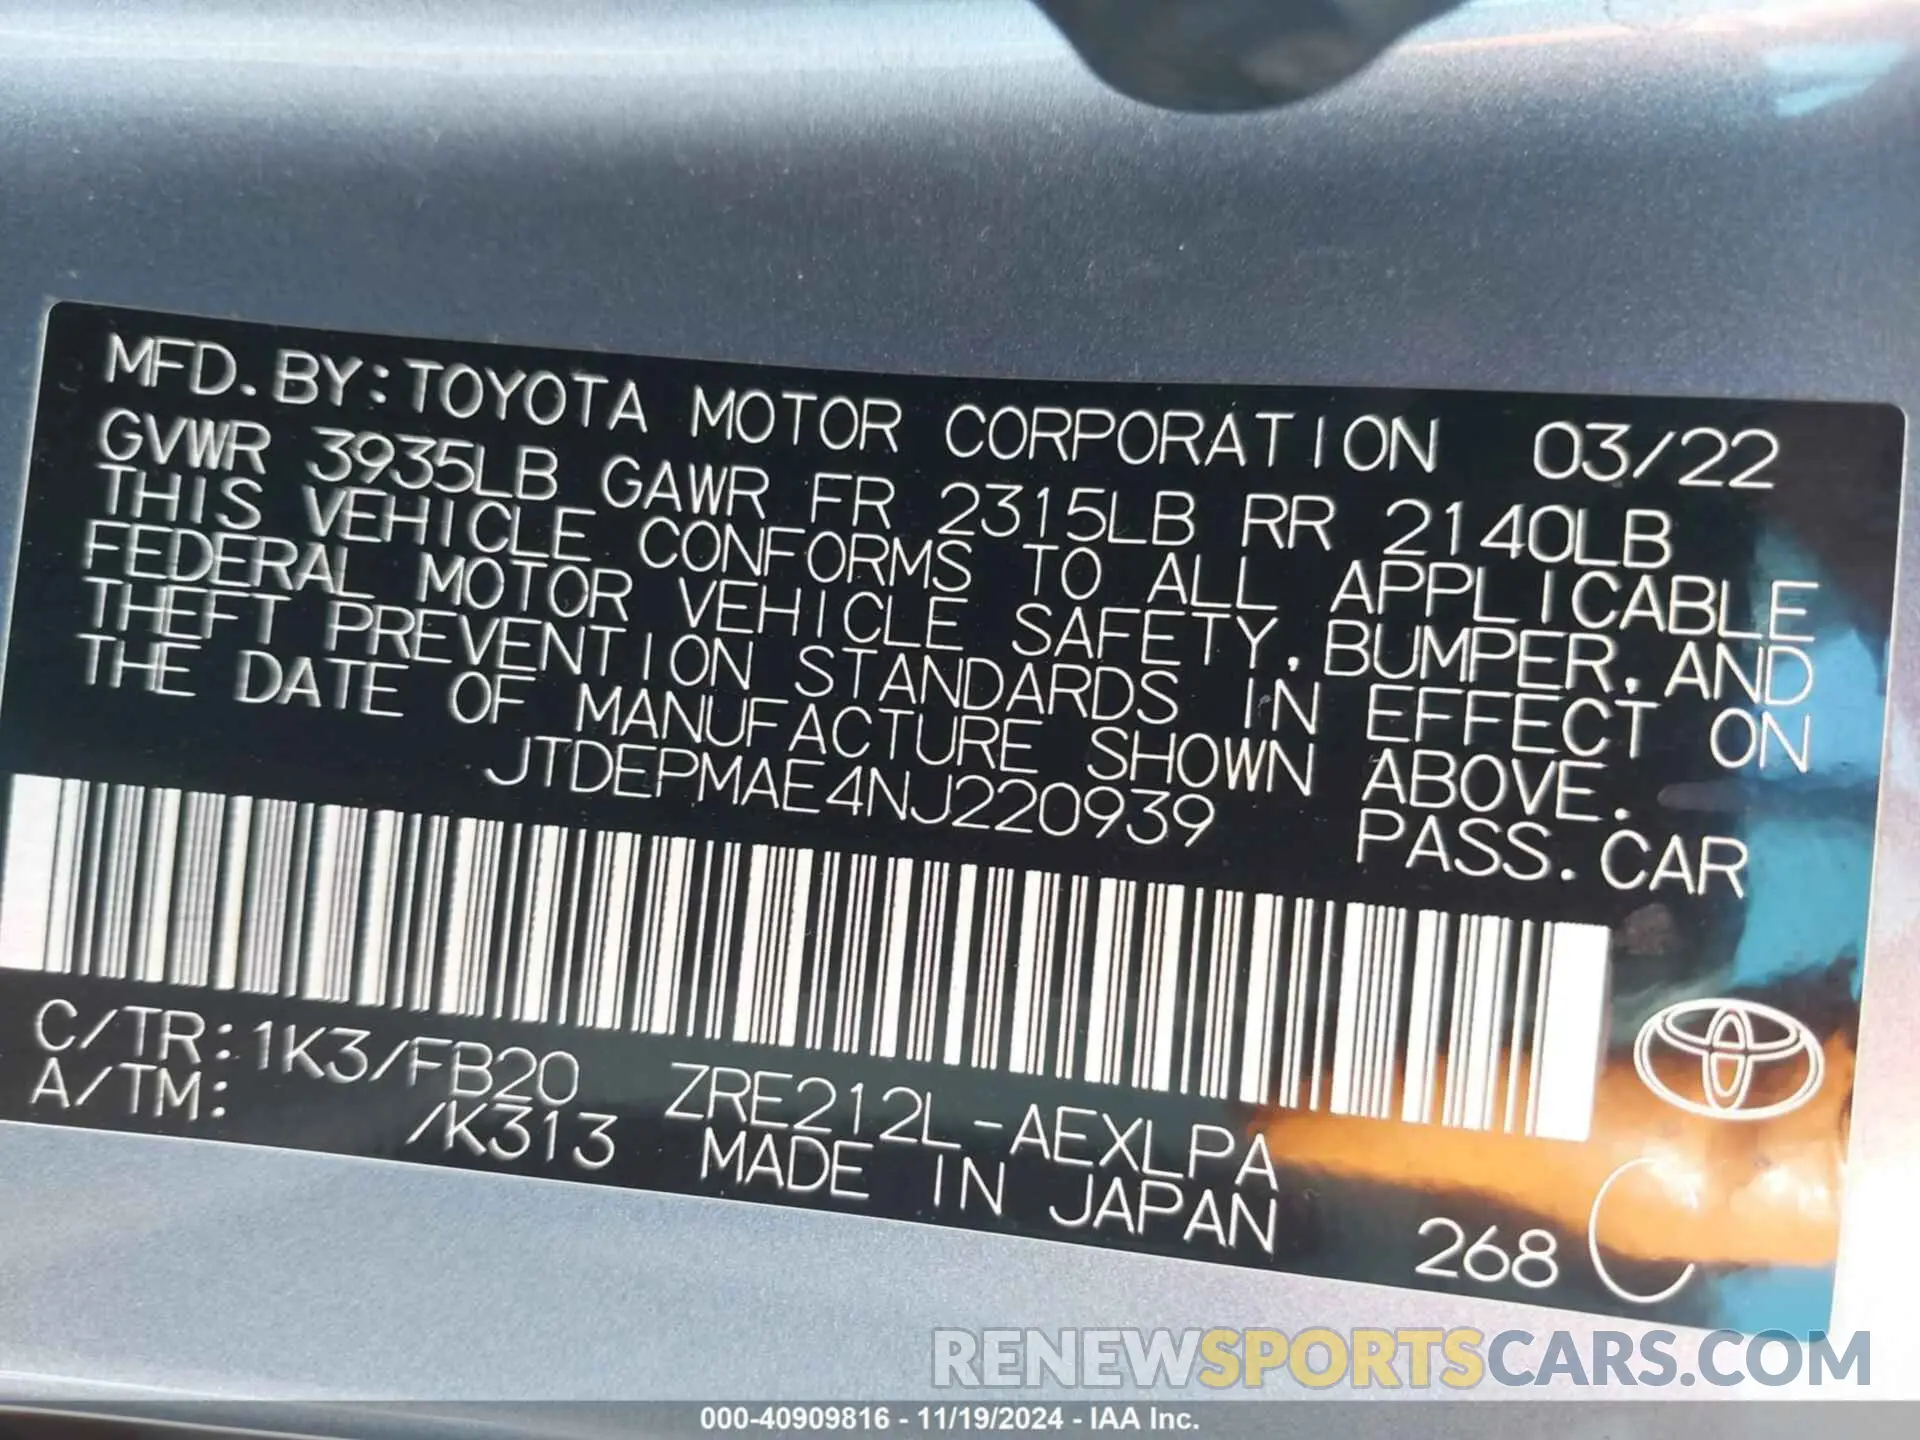 MFD. BY: TOYOTA MOTOR CORPORATION 03/22
GVWR 3935LB GAWR FR 2315LB RR 2140LB
THIS VEHICLE CONFORMS TO ALL APPLICABLE
FEDERAL MOTOR VEHICLE SAFETY, BUMPER, AND
THEFT PREVENTION STANDARDS IN EFFECT ON
THE DATE OF MANUFACTURE SHOWN ABOVE.
JTDEPMAE4NJ220939 PASS. CAR
C/TR: 1K3/FB20 ZRE212L-AEXLPA
A/TM: /K313 MADE IN JAPAN
268 C
RENEWSPORTSCARS.COM
000-40909816 - 11/19/2024 - IAA Inc.